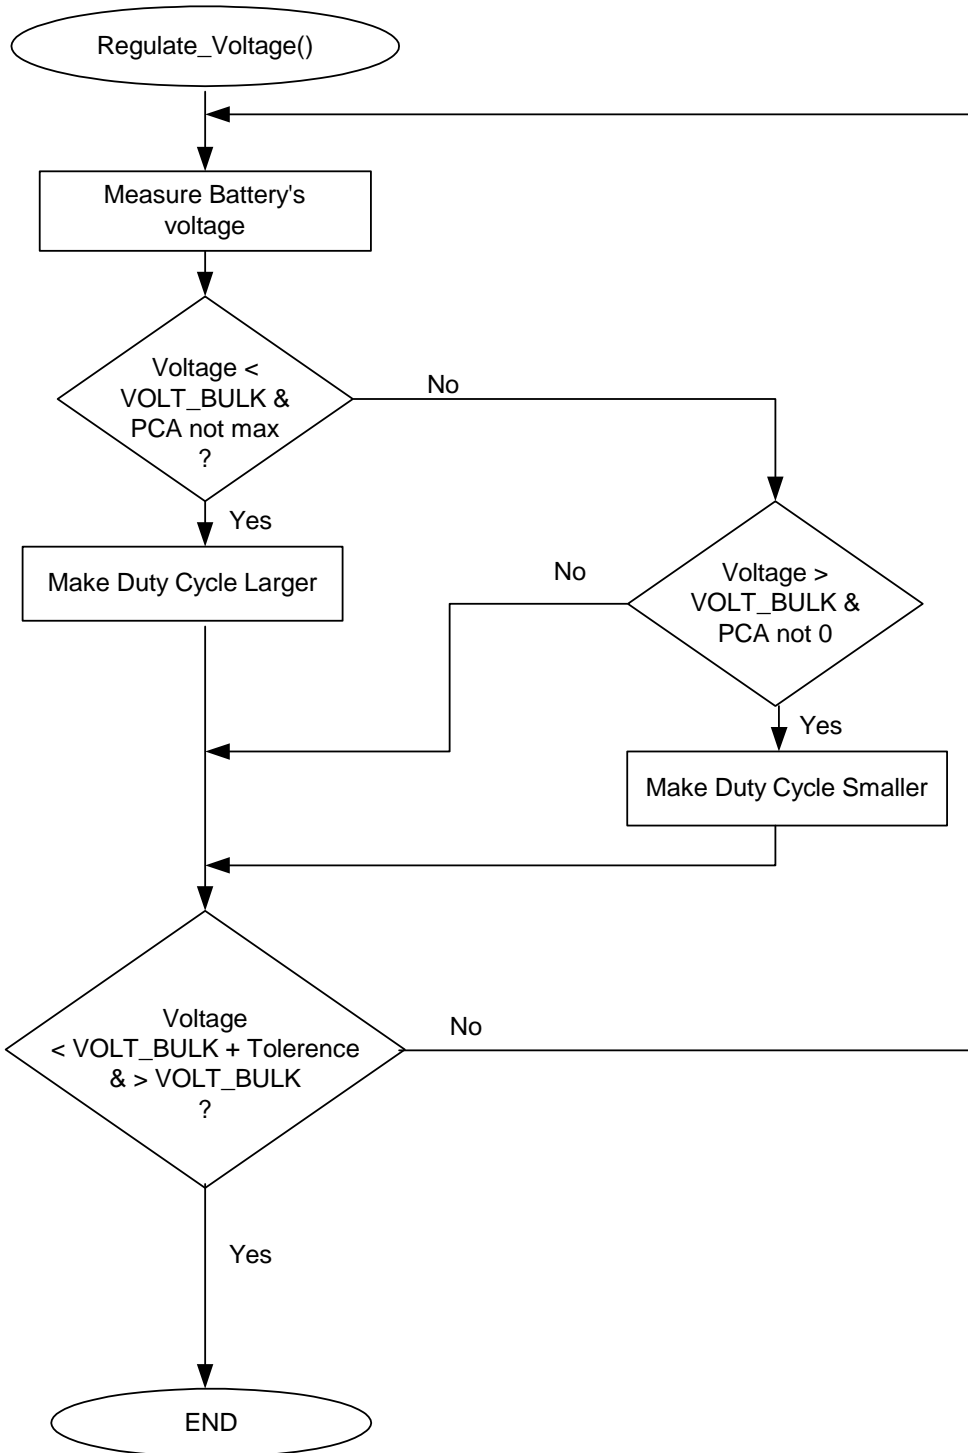 Regulate_Voltage()
Measure Battery's
voltage
Voltage <
VOLT_BULK &
PCA not max
?
No
Yes
Make Duty Cycle Larger
No
Voltage >
VOLT_BULK &
PCA not 0
Yes
Make Duty Cycle Smaller
Voltage
< VOLT_BULK + Tolerence
& > VOLT_BULK
?
No
Yes
END